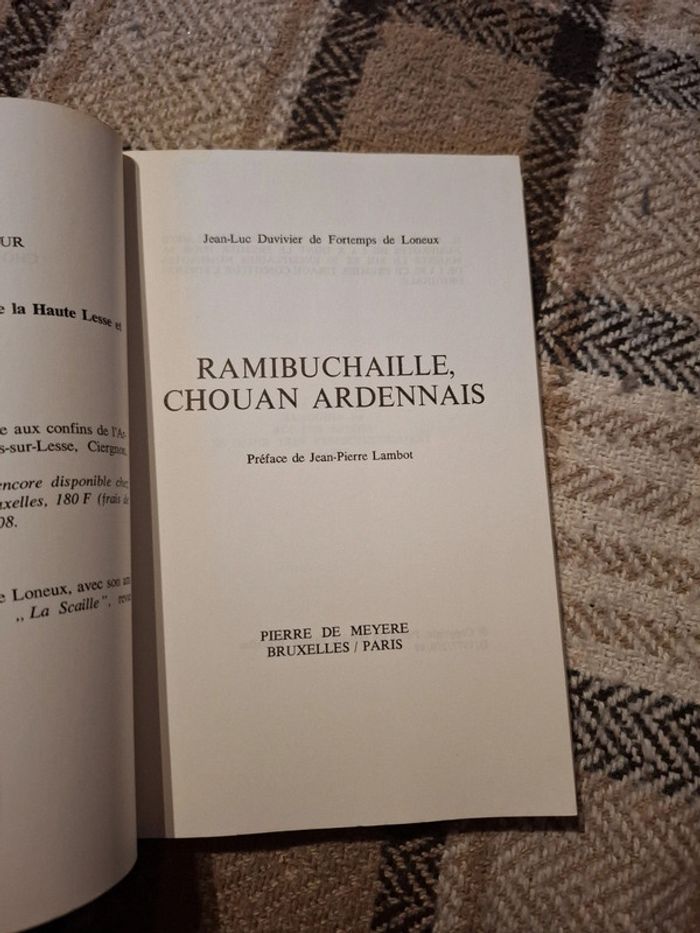 UR
e la Haute Lesse et
e aux confins de l'Ar-
s-sur-Lesse, Ciergnon,
encore disponible chez
uxelles, 180 F (frais de
08.
e Loneux, avec son
,, La Scaille", revue
Jean-Luc Duvivier de Fortemps de Loneux
RAMIBUCHAILLE,
CHOUAN ARDENNAIS
Préface de Jean-Pierre Lambot
PIERRE DE MEYERE
BRUXELLES / PARIS